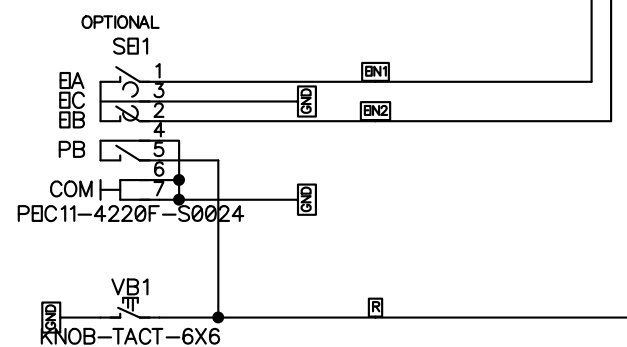 OPTIONAL
SE1
1
EA
3
EN1
EC
GND
2
EB
EN2
4
PB
5
6
COM
7
GND
PEC11-4220F-S0024
VB1
GND
R
KNOB-TACT-6X6